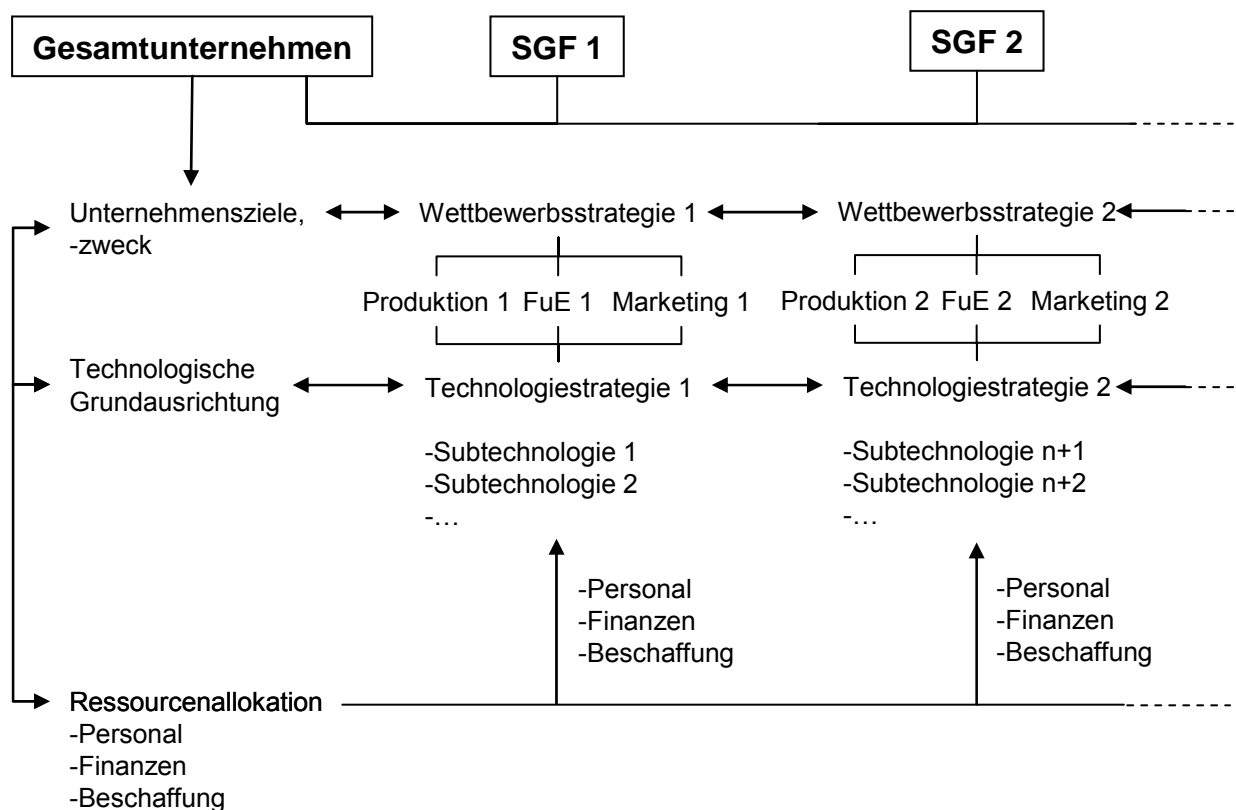 Gesamtunternehmen
SGF 1
SGF 2
Unternehmensziele,
-zweck
Wettbewerbsstrategie 1
Wettbewerbsstrategie 2
Produktion 1 FuE 1 Marketing 1
Produktion 2 FuE 2 Marketing 2
Technologische
Grundausrichtung
Technologiestrategie 1
Technologiestrategie 2
-Subtechnologie 1
-Subtechnologie 2
-…
-Subtechnologie n+1
-Subtechnologie n+2
-…
-Personal
-Finanzen
-Beschaffung
-Personal
-Finanzen
-Beschaffung
Ressourcenallokation
-Personal
-Finanzen
-Beschaffung